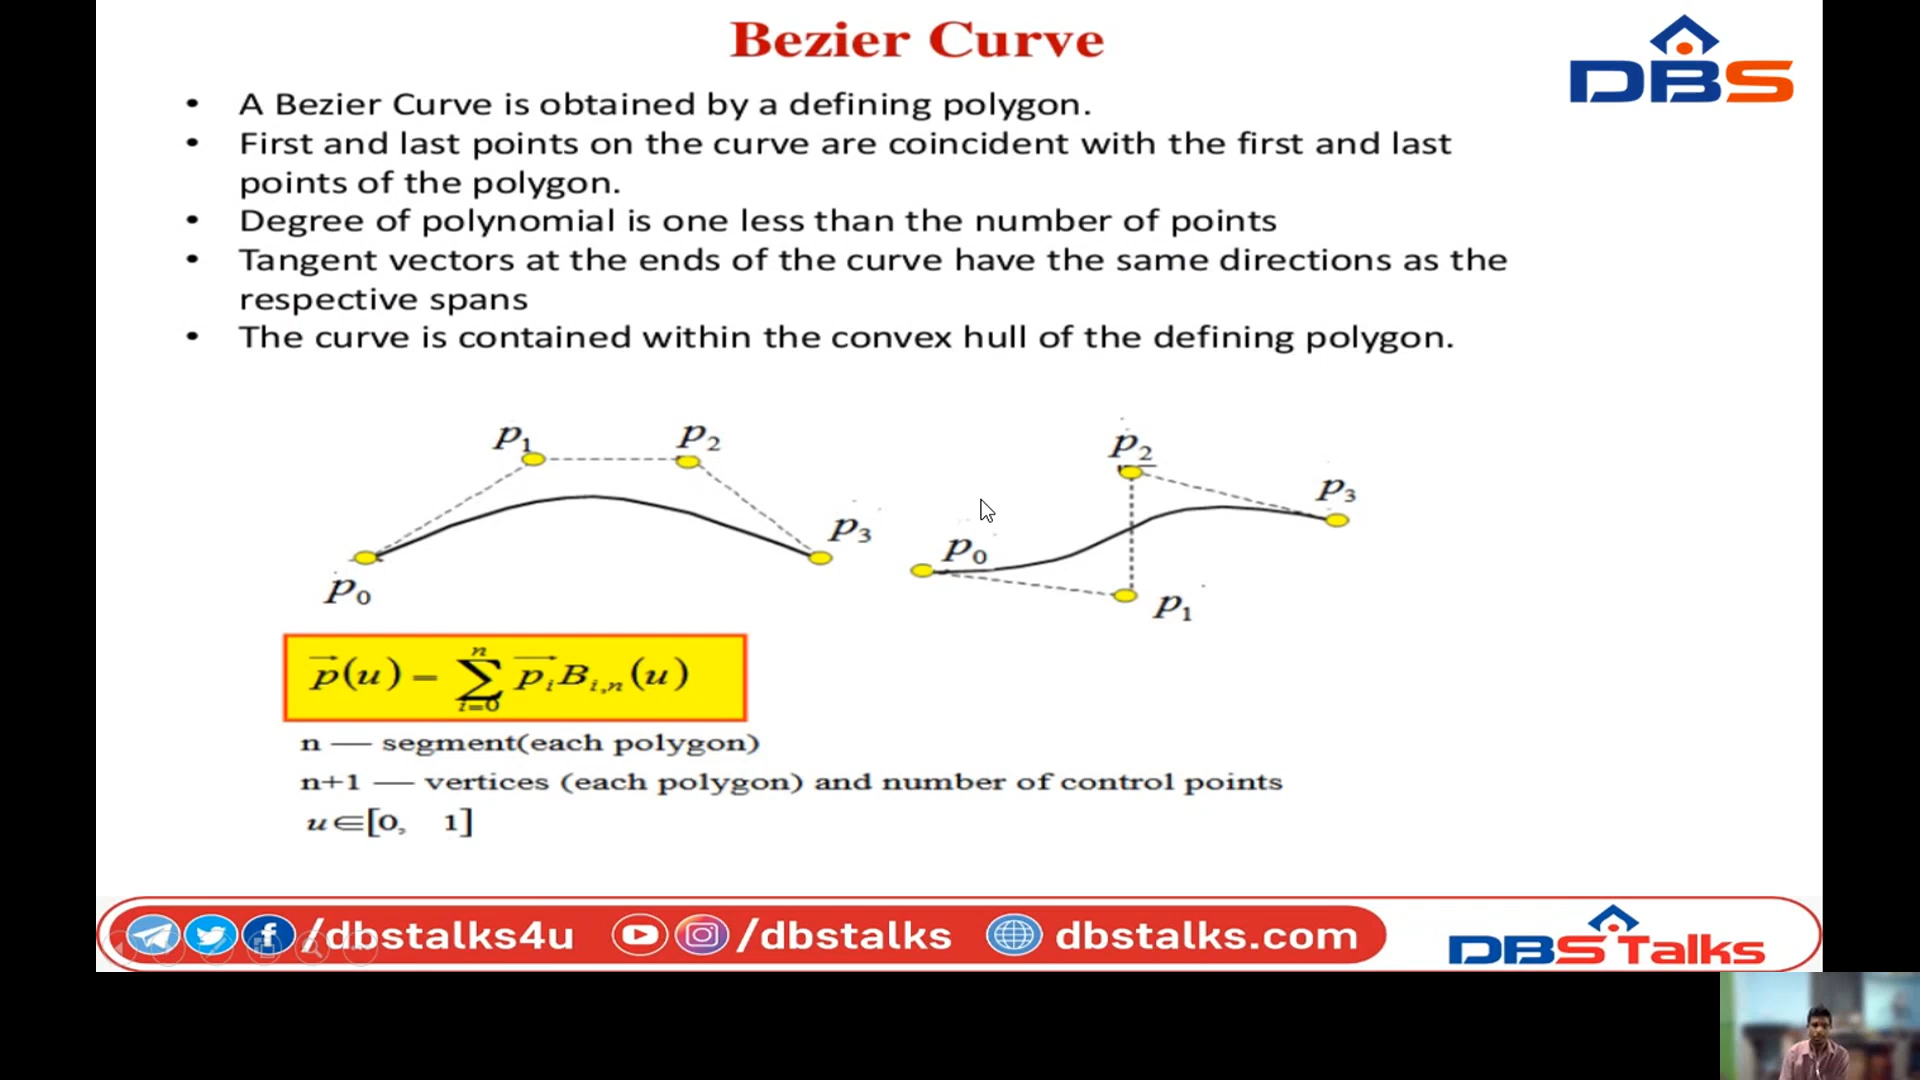 Bezier Curve
DBS
• A Bezier Curve is obtained by a defining polygon.
• First and last points on the curve are coincident with the first and last
points of the polygon.
• Degree of polynomial is one less than the number of points
• Tangent vectors at the ends of the curve have the same directions as the
respective spans
• The curve is contained within the convex hull of the defining polygon.
p₁ p₂ p₀ p₃
p₂ p₃ p₀ p₁
p⃗(u) = ∑ⁿᵢ₌₀ p⃗ᵢBᵢ,ₙ(u)
n — segment(each polygon)
n+1 — vertices (each polygon) and number of control points
u∈[0, 1]
/dbstalks4u /dbstalks dbstalks.com DBS Talks